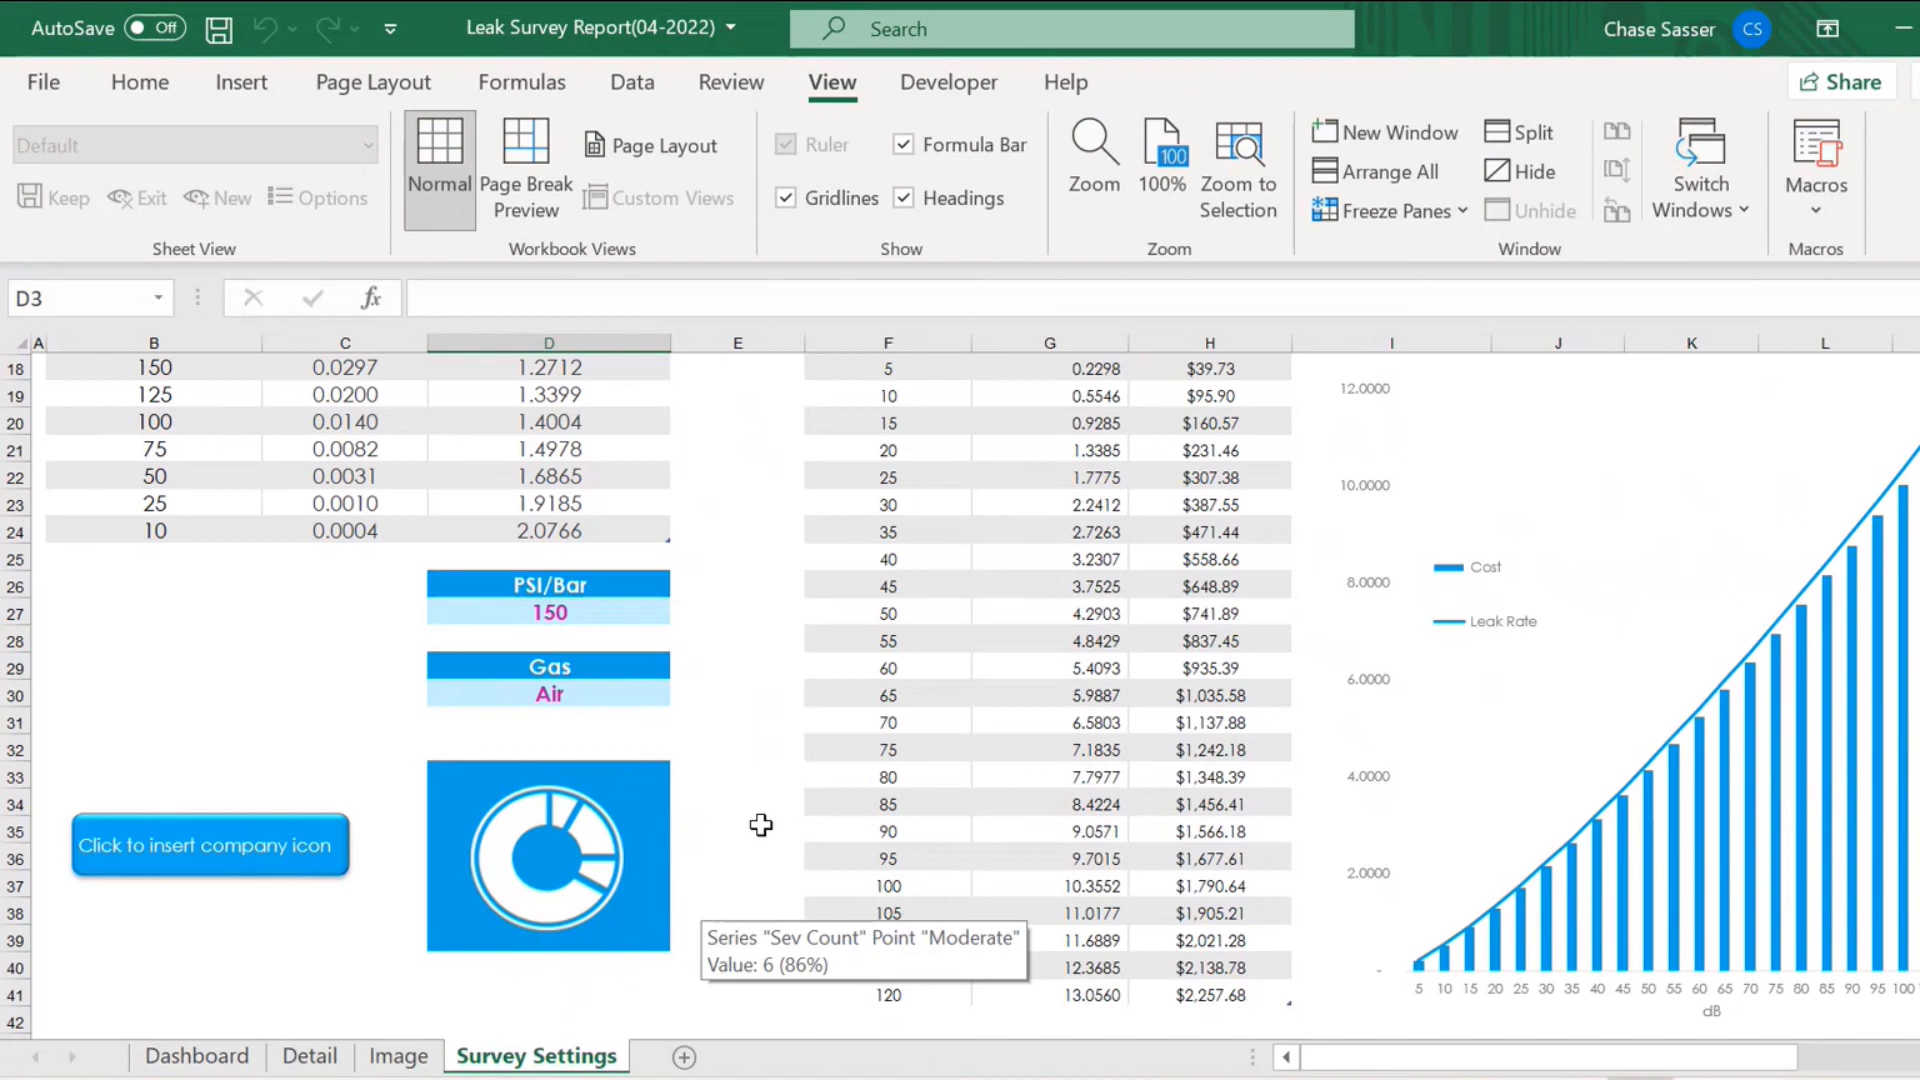 AutoSave Off Leak Survey Report(04-2022) Search Chase Sasser CS
File Home Insert Page Layout Formulas Data Review View Developer Help Share
Default
Keep Exit New Options
Sheet View
Normal
Page Break Preview
Page Layout
Custom Views
Workbook Views
Ruler Formula Bar
Gridlines Headings
Show
Zoom 100 100% Zoom to Selection
Zoom
New Window Split
Arrange All Hide
Freeze Panes Unhide
Switch Windows
Window
Macros
Macros
D3 fx
A B C D E F G H I J K L
18 150 0.0297 1.2712 5 0.2298 $39.73
19 125 0.0200 1.3399 10 0.5546 $95.90
20 100 0.0140 1.4004 15 0.9285 $160.57
21 75 0.0082 1.4978 20 1.3385 $231.46
22 50 0.0031 1.6865 25 1.7775 $307.38
23 25 0.0010 1.9185 30 2.2412 $387.55
24 10 0.0004 2.0766 35 2.7263 $471.44
25 40 3.2307 $558.66
26 PSI/Bar 45 3.7525 $648.89
27 150 50 4.2903 $741.89
28 55 4.8429 $837.45
29 Gas 60 5.4093 $935.39
30 Air 65 5.9887 $1,035.58
31 70 6.5803 $1,137.88
32 75 7.1835 $1,242.18
33 80 7.7977 $1,348.39
34 85 8.4224 $1,456.41
35 90 9.0571 $1,566.18
36 Click to insert company icon 95 9.7015 $1,677.61
37 100 10.3552 $1,790.64
38 105 11.0177 $1,905.21
39 11.6889 $2,021.28
40 12.3685 $2,138.78
41 120 13.0560 $2,257.68
42
Series "Sev Count" Point "Moderate"
Value: 6 (86%)
12.0000
10.0000
8.0000
6.0000
4.0000
2.0000
-
Cost
Leak Rate
5 10 15 20 25 30 35 40 45 50 55 60 65 70 75 80 85 90 95 100
dB
Dashboard Detail Image Survey Settings